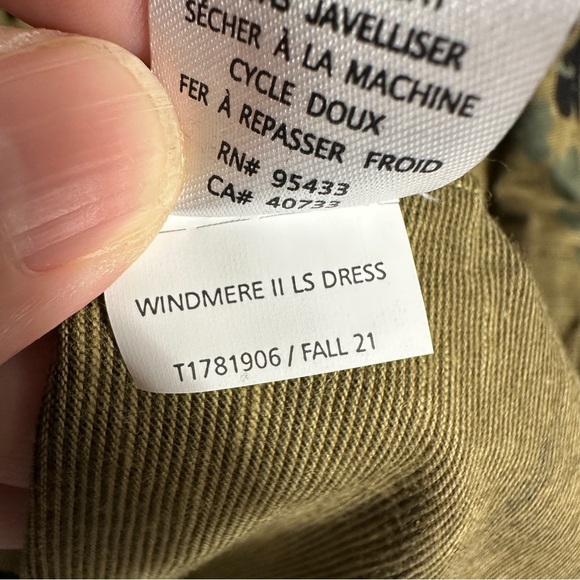 JAVELLISER
SÉCHER À LA MACHINE
CYCLE DOUX
FER À REPASSER FROID
RN# 95433
CA# 40733
WINDMERE II LS DRESS
T1781906 / FALL 21